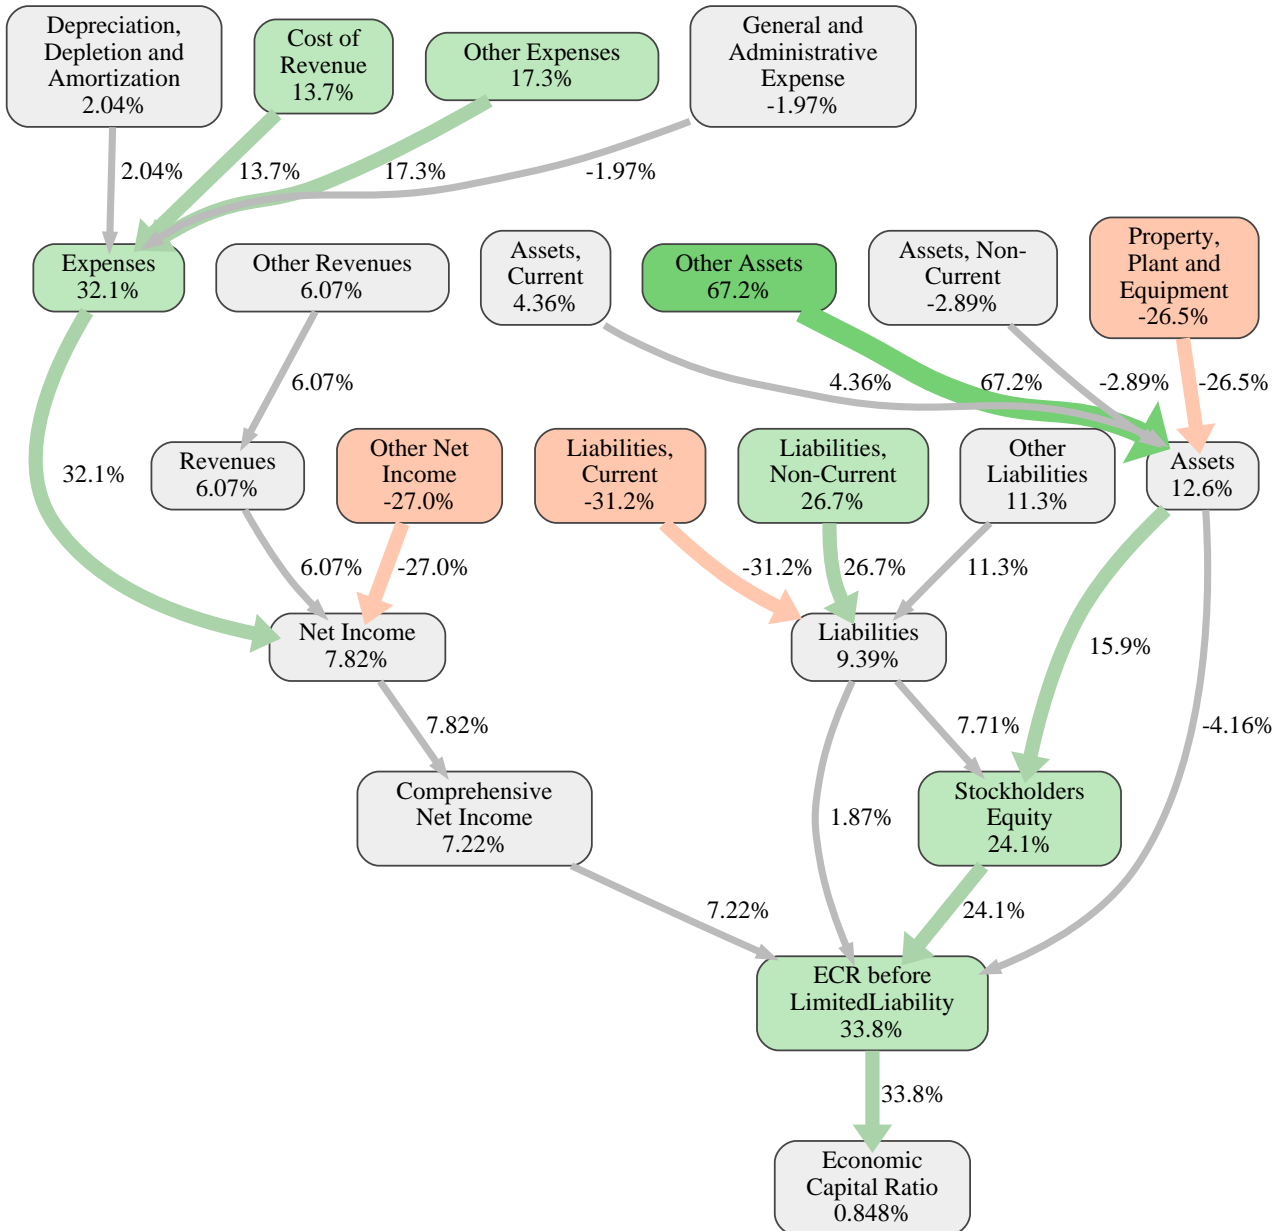 Depreciation,
Depletion and
Amortization
2.04%
Cost of
Revenue
13.7%
Other Expenses
17.3%
General and
Administrative
Expense
-1.97%
2.04%
13.7%
17.3%
-1.97%
Expenses
32.1%
Other Revenues
6.07%
Assets,
Current
4.36%
Other Assets
67.2%
Assets, Non-
Current
-2.89%
Property,
Plant and
Equipment
-26.5%
6.07%
4.36%
67.2%
-2.89%
-26.5%
32.1%
Revenues
6.07%
Other Net
Income
-27.0%
Liabilities,
Current
-31.2%
Liabilities,
Non-Current
26.7%
Other
Liabilities
11.3%
Assets
12.6%
6.07%
-27.0%
-31.2%
26.7%
11.3%
Net Income
7.82%
Liabilities
9.39%
15.9%
7.82%
7.71%
-4.16%
Comprehensive
Net Income
7.22%
1.87%
Stockholders
Equity
24.1%
7.22%
24.1%
ECR before
LimitedLiability
33.8%
33.8%
Economic
Capital Ratio
0.848%